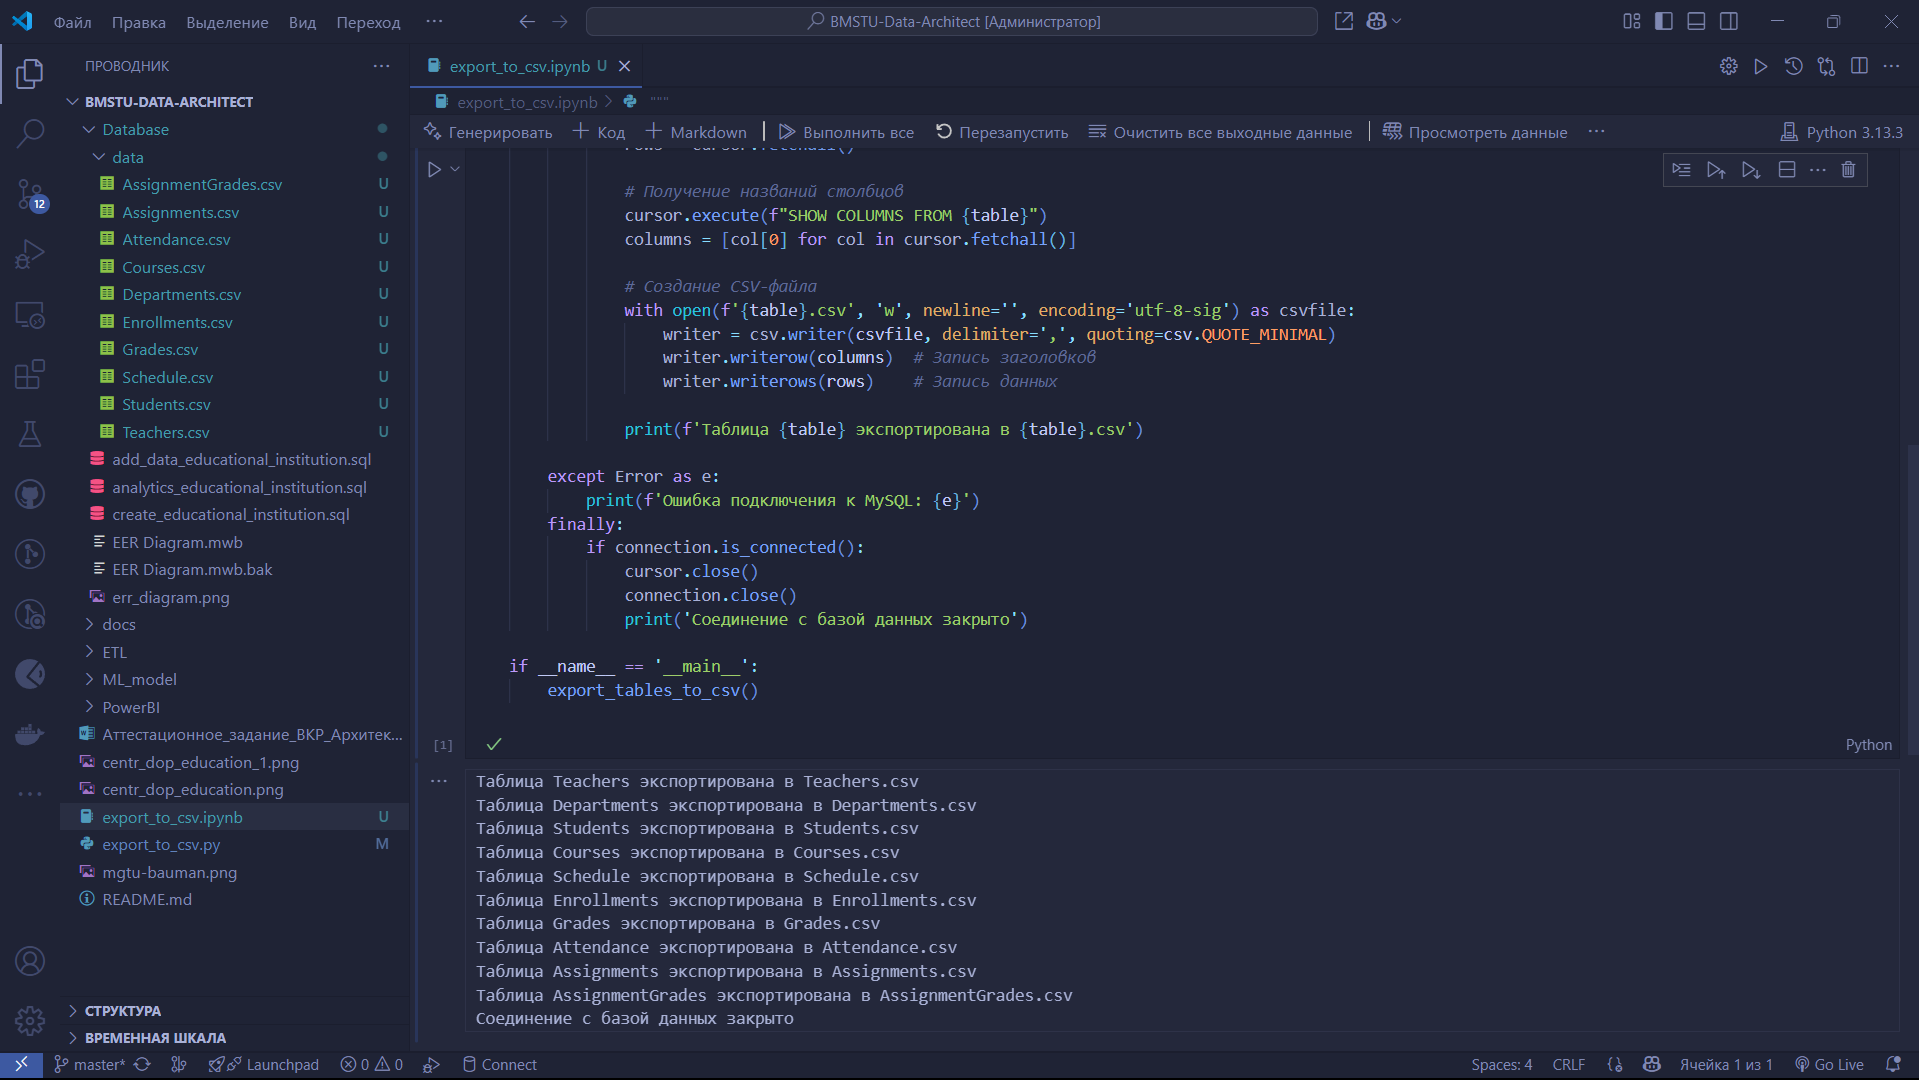 Файл Правка Выделение Вид Переход ··· BMSTU-Data-Architect [Администратор]
ПРОВОДНИК
BMSTU-DATA-ARCHITECT
Database
data
AssignmentGrades.csv U
Assignments.csv U
Attendance.csv U
Courses.csv U
Departments.csv U
Enrollments.csv U
Grades.csv U
Schedule.csv U
Students.csv U
Teachers.csv U
add_data_educational_institution.sql
analytics_educational_institution.sql
create_educational_institution.sql
EER Diagram.mwb
EER Diagram.mwb.bak
err_diagram.png
docs
ETL
ML_model
PowerBI
Аттестационное_задание_ВКР_Архитек...
centr_dop_education_1.png
centr_dop_education.png
export_to_csv.ipynb U
export_to_csv.py M
mgtu-bauman.png
README.md
СТРУКТУРА
ВРЕМЕННАЯ ШКАЛА
12
export_to_csv.ipynb U
export_to_csv.ipynb > """
Генерировать + Код + Markdown Выполнить все Перезапустить Очистить все выходные данные Просмотреть данные ··· Python 3.13.3
rows = cursor.fetchall()
# Получение названий столбцов
cursor.execute(f"SHOW COLUMNS FROM {table}")
columns = [col[0] for col in cursor.fetchall()]
# Создание CSV-файла
with open(f'{table}.csv', 'w', newline='', encoding='utf-8-sig') as csvfile:
writer = csv.writer(csvfile, delimiter=',', quoting=csv.QUOTE_MINIMAL)
writer.writerow(columns) # Запись заголовков
writer.writerows(rows) # Запись данных
print(f'Таблица {table} экспортирована в {table}.csv')
except Error as e:
print(f'Ошибка подключения к MySQL: {e}')
finally:
if connection.is_connected():
cursor.close()
connection.close()
print('Соединение с базой данных закрыто')
if __name__ == '__main__':
export_tables_to_csv()
[1] Python
Таблица Teachers экспортирована в Teachers.csv
Таблица Departments экспортирована в Departments.csv
Таблица Students экспортирована в Students.csv
Таблица Courses экспортирована в Courses.csv
Таблица Schedule экспортирована в Schedule.csv
Таблица Enrollments экспортирована в Enrollments.csv
Таблица Grades экспортирована в Grades.csv
Таблица Attendance экспортирована в Attendance.csv
Таблица Assignments экспортирована в Assignments.csv
Таблица AssignmentGrades экспортирована в AssignmentGrades.csv
Соединение с базой данных закрыто
master* Launchpad 0 0 Connect Spaces: 4 CRLF Ячейка 1 из 1 Go Live